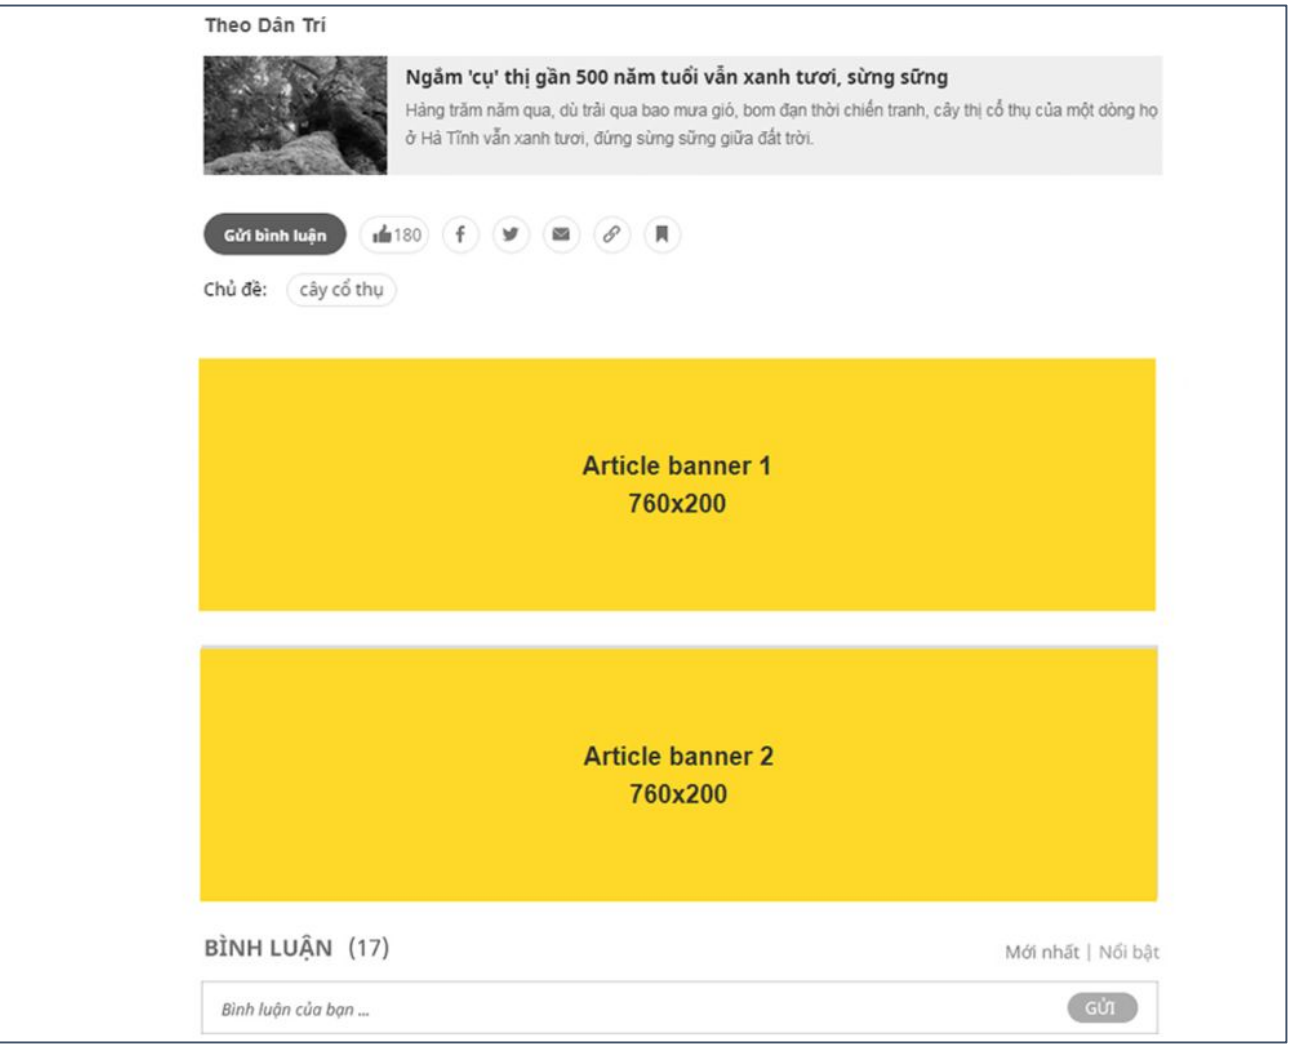 Theo Dân Trí
Ngắm 'cụ' thị gần 500 năm tuổi vẫn xanh tươi, sừng sững
Hàng trăm năm qua, dù trải qua bao mưa gió, bom đạn thời chiến tranh, cây thị cổ thụ của một dòng họ
ở Hà Tĩnh vẫn xanh tươi, đứng sừng sững giữa đất trời.
Gửi bình luận 180
Chủ đề: cây cổ thụ
Article banner 1
760x200
Article banner 2
760x200
BÌNH LUẬN (17) Mới nhất | Nổi bật
Bình luận của bạn ... GỬI